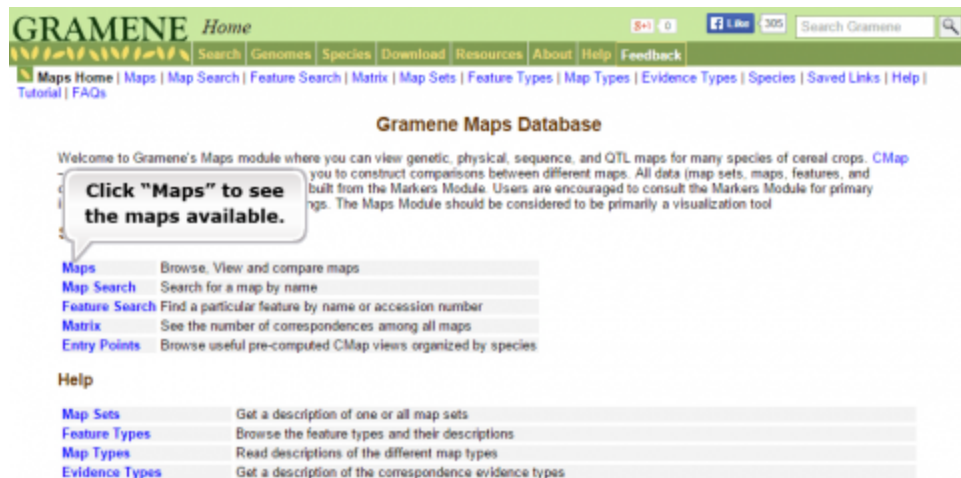 GRAMENE Home
g+1 0 Like 305 Search Gramene
Search Genomes Species Download Resources About Help Feedback
Maps Home | Maps | Map Search | Feature Search | Matrix | Map Sets | Feature Types | Map Types | Evidence Types | Species | Saved Links | Help |
Tutorial | FAQs
Gramene Maps Database
Welcome to Gramene's Maps module where you can view genetic, physical, sequence, and QTL maps for many species of cereal crops. CMap
you to construct comparisons between different maps. All data (map sets, maps, features, and
built from the Markers Module. Users are encouraged to consult the Markers Module for primary
ngs. The Maps Module should be considered to be primarily a visualization tool
Click "Maps" to see
the maps available.
Maps Browse, View and compare maps
Map Search Search for a map by name
Feature Search Find a particular feature by name or accession number
Matrix See the number of correspondences among all maps
Entry Points Browse useful pre-computed CMap views organized by species
Help
Map Sets Get a description of one or all map sets
Feature Types Browse the feature types and their descriptions
Map Types Read descriptions of the different map types
Evidence Types Get a description of the correspondence evidence types